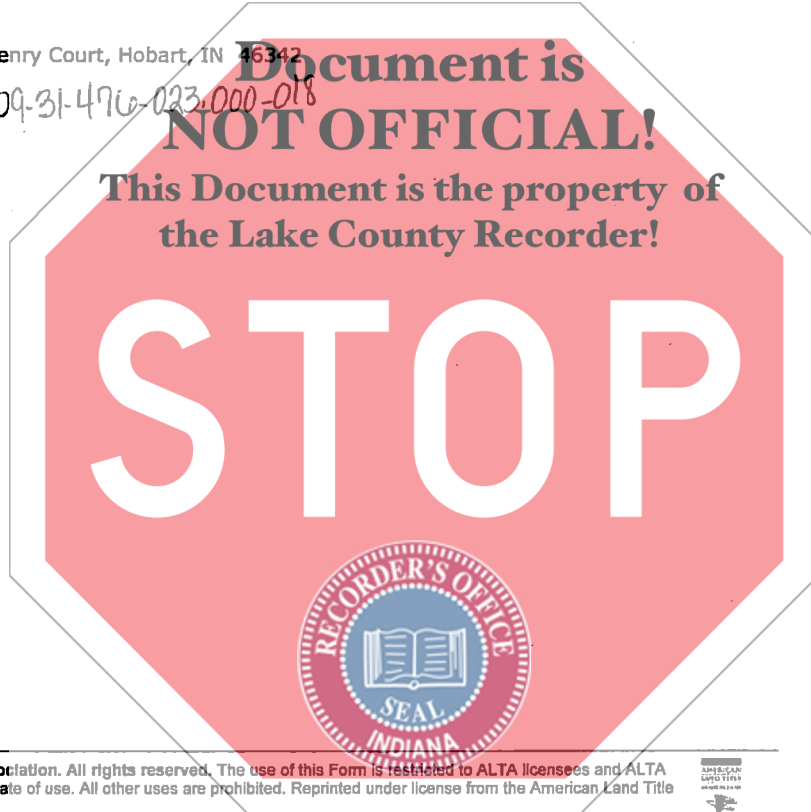 enry Court, Hobart, IN 46342
09-31-476-023.000-018
Document is
NOT OFFICIAL!
This Document is the property of
the Lake County Recorder!
STOP
RECORDER'S OFFICE
SEAL
INDIANA
ociation. All rights reserved. The use of this Form is restricted to ALTA licensees and ALTA
ate of use. All other uses are prohibited. Reprinted under license from the American Land Title
AMERICAN
LAND TITLE